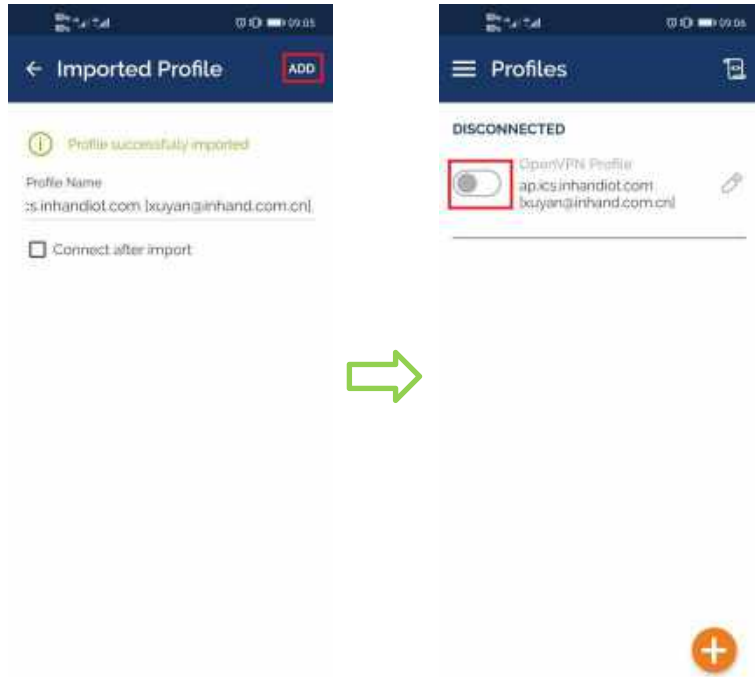 09:05
Imported Profile
ADD
Profile successfully imported
Profile Name
:s.inhandiot.com [xuyan@inhand.com.cn]
Connect after import
09:05
Profiles
DISCONNECTED
OpenVPN Profile
ap.ics.inhandiot.com
[xuyan@inhand.com.cn]